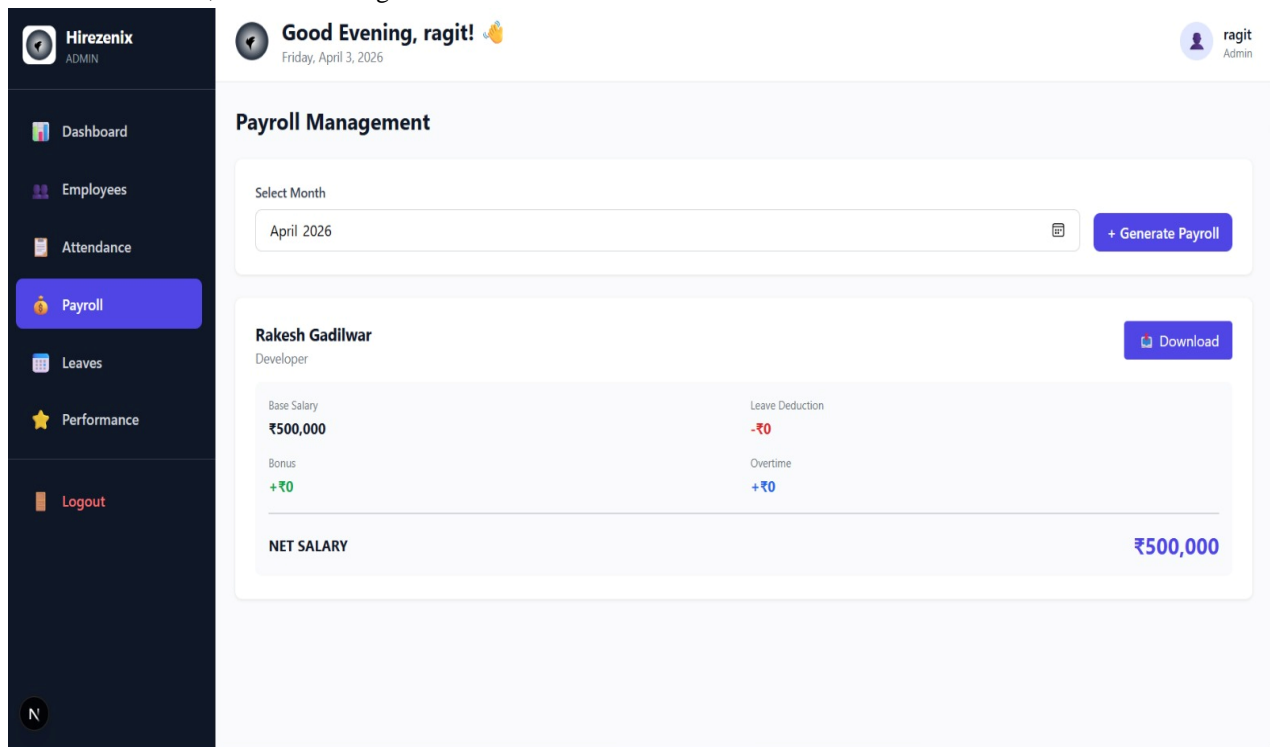 Hirezenix
ADMIN
Dashboard
Employees
Attendance
Payroll
Leaves
Performance
Logout
N
Good Evening, ragit! 👋
Friday, April 3, 2026
ragit
Admin
Payroll Management
Select Month
April 2026
+ Generate Payroll
Rakesh Gadilwar
Developer
Download
Base Salary
₹500,000
Leave Deduction
-₹0
Bonus
+₹0
Overtime
+₹0
NET SALARY
₹500,000